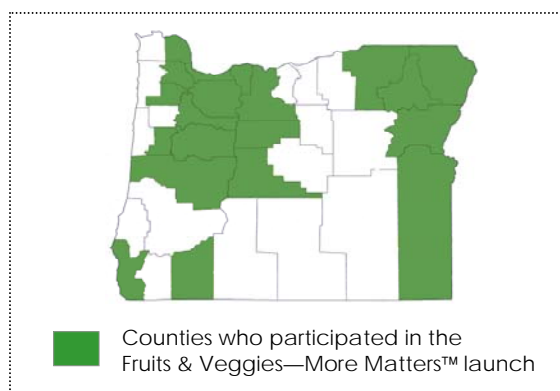 Counties who participated in the
Fruits & Veggies—More Matters™ launch